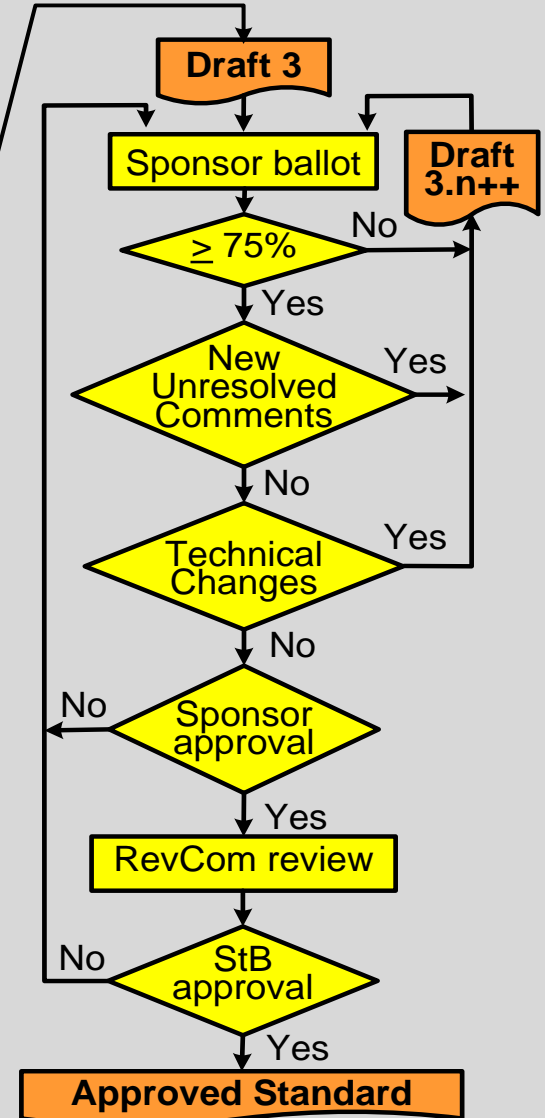 Draft 3
Sponsor ballot
Draft
3.n++
≥ 75%
No
Yes
New
Unresolved
Comments
Yes
No
Technical
Changes
Yes
No
Sponsor
approval
No
Yes
RevCom review
StB
approval
No
Yes
Approved Standard